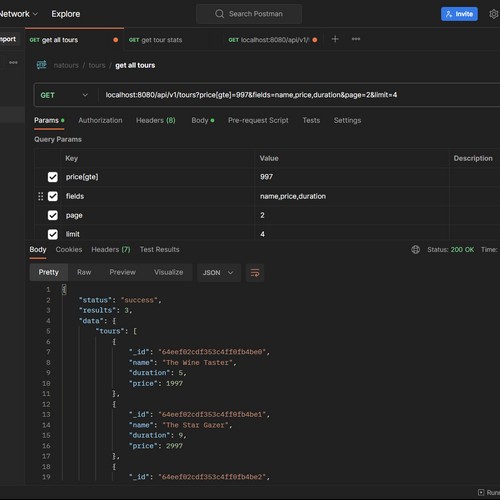 Network Explore Search Postman Invite
Import GET get all tours GET get tour stats GET localhost:8080/api/v1/
natours / tours / get all tours
GET localhost:8080/api/v1/tours?price[gte]=997&fields=name,price,duration&page=2&limit=4
Params Authorization Headers (8) Body Pre-request Script Tests Settings
Query Params
Key Value Description
price[gte] 997
fields name,price,duration
page 2
limit 4
Body Cookies Headers (7) Test Results Status: 200 OK Time:
Pretty Raw Preview Visualize JSON
1 {
2 "status": "success",
3 "results": 3,
4 "data": {
5 "tours": [
6 {
7 "_id": "64eef02cdf353c4ff0fb4be0",
8 "name": "The Wine Taster",
9 "duration": 5,
10 "price": 1997
11 },
12 {
13 "_id": "64eef02cdf353c4ff0fb4be1",
14 "name": "The Star Gazer",
15 "duration": 9,
16 "price": 2997
17 },
18 {
19 "_id": "64eef02cdf353c4ff0fb4be2",